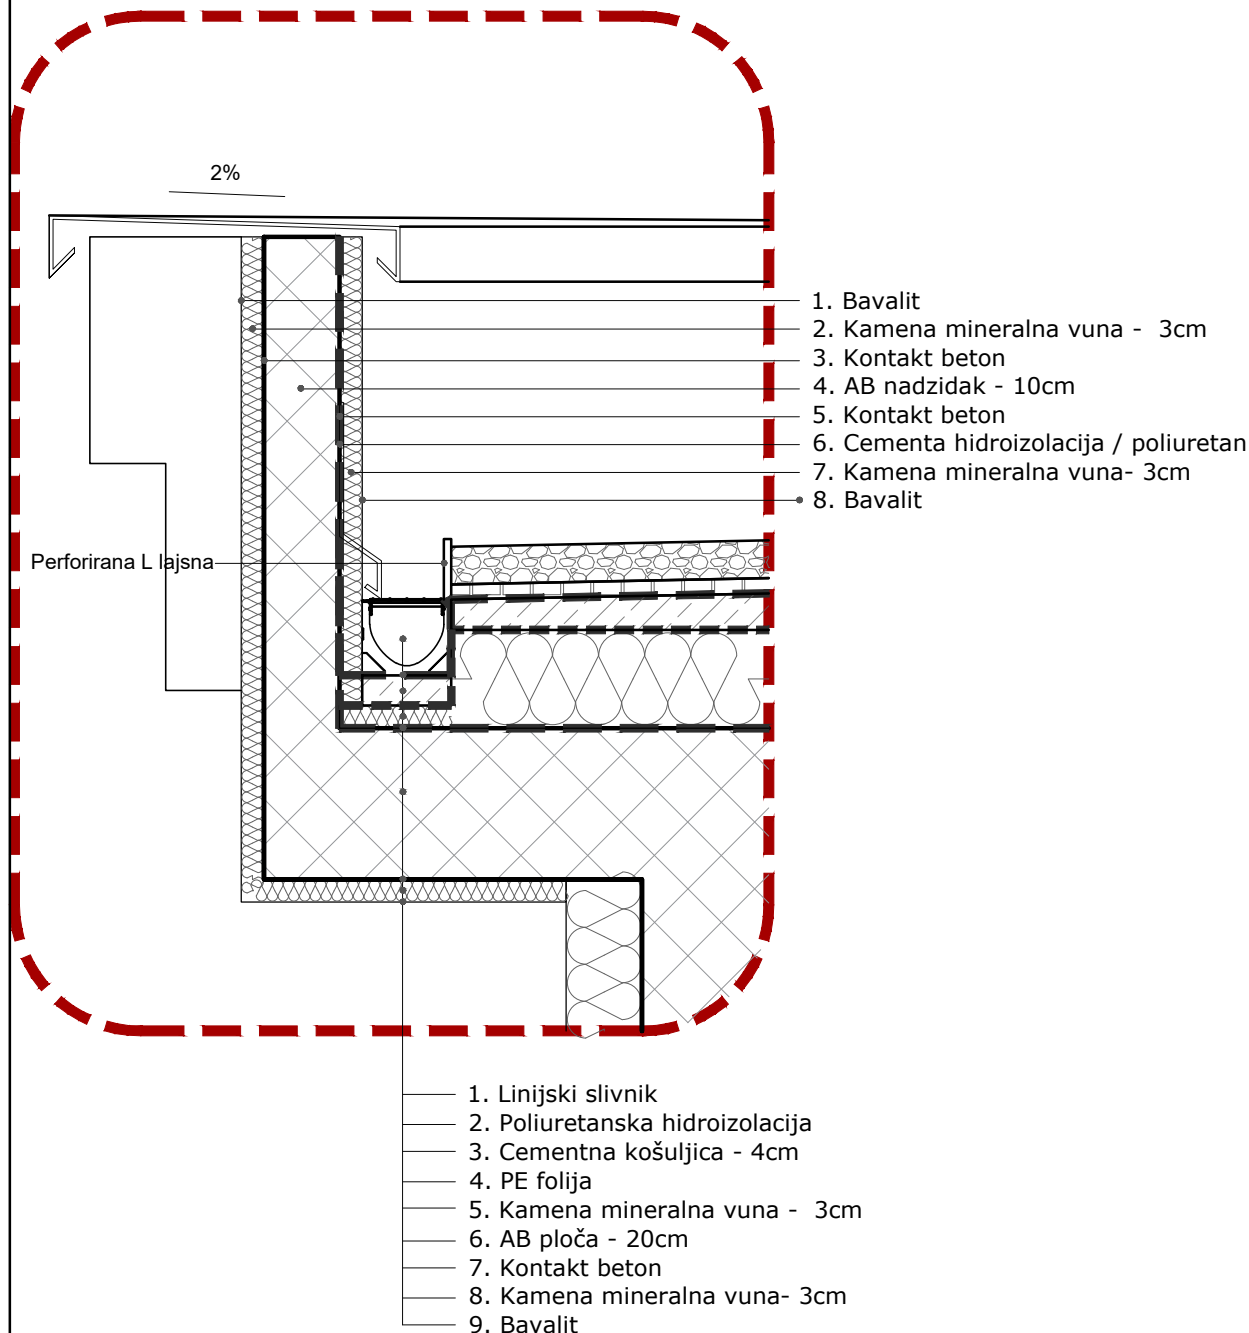 2%
1. Bavalit
2. Kamena mineralna vuna -  3cm
3. Kontakt beton
4. AB nadzidak - 10cm
5. Kontakt beton
6. Cementa hidroizolacija / poliuretan
7. Kamena mineralna vuna- 3cm
8. Bavalit
Perforirana L lajsna
1. Linijski slivnik
2. Poliuretanska hidroizolacija
3. Cementna košuljica - 4cm
4. PE folija
5. Kamena mineralna vuna -  3cm
6. AB ploča - 20cm
7. Kontakt beton
8. Kamena mineralna vuna- 3cm
9. Bavalit